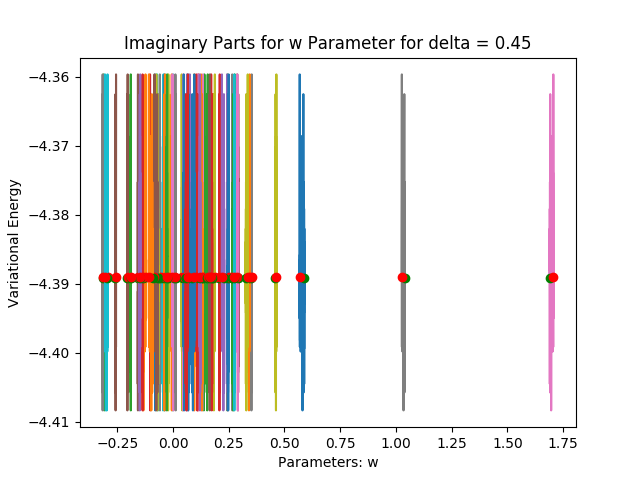 Imaginary Parts for w Parameter for delta = 0.45
Variational Energy
−4.36
−4.37
−4.38
−4.39
−4.40
−4.41
−0.25 0.00 0.25 0.50 0.75 1.00 1.25 1.50 1.75
Parameters: w